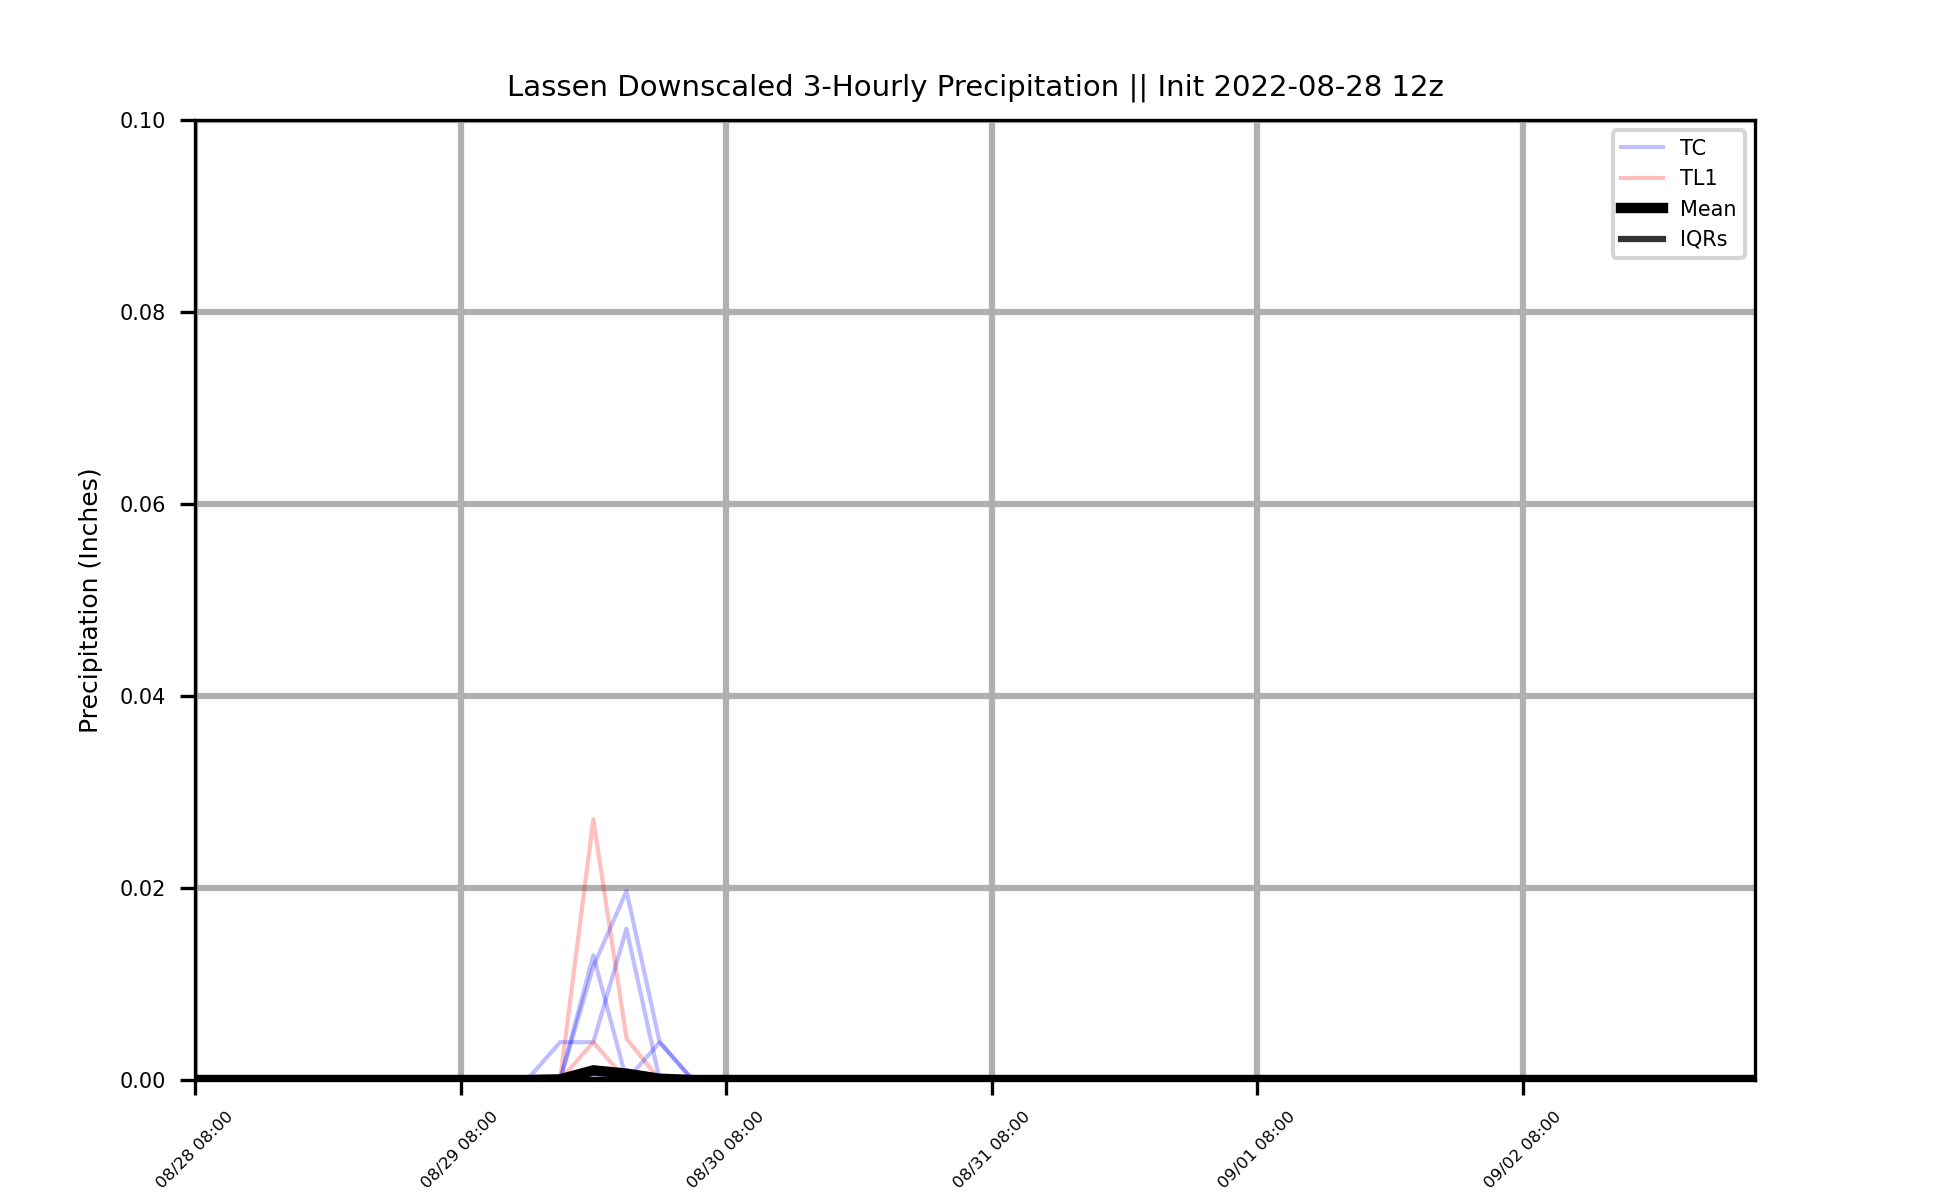 Lassen Downscaled 3-Hourly Precipitation || Init 2022-08-28 12z
0.10
0.08
0.06
0.04
0.02
0.00
Precipitation (Inches)
TC
TL1
Mean
IQRs
08/28 08:00
08/29 08:00
08/30 08:00
08/31 08:00
09/01 08:00
09/02 08:00